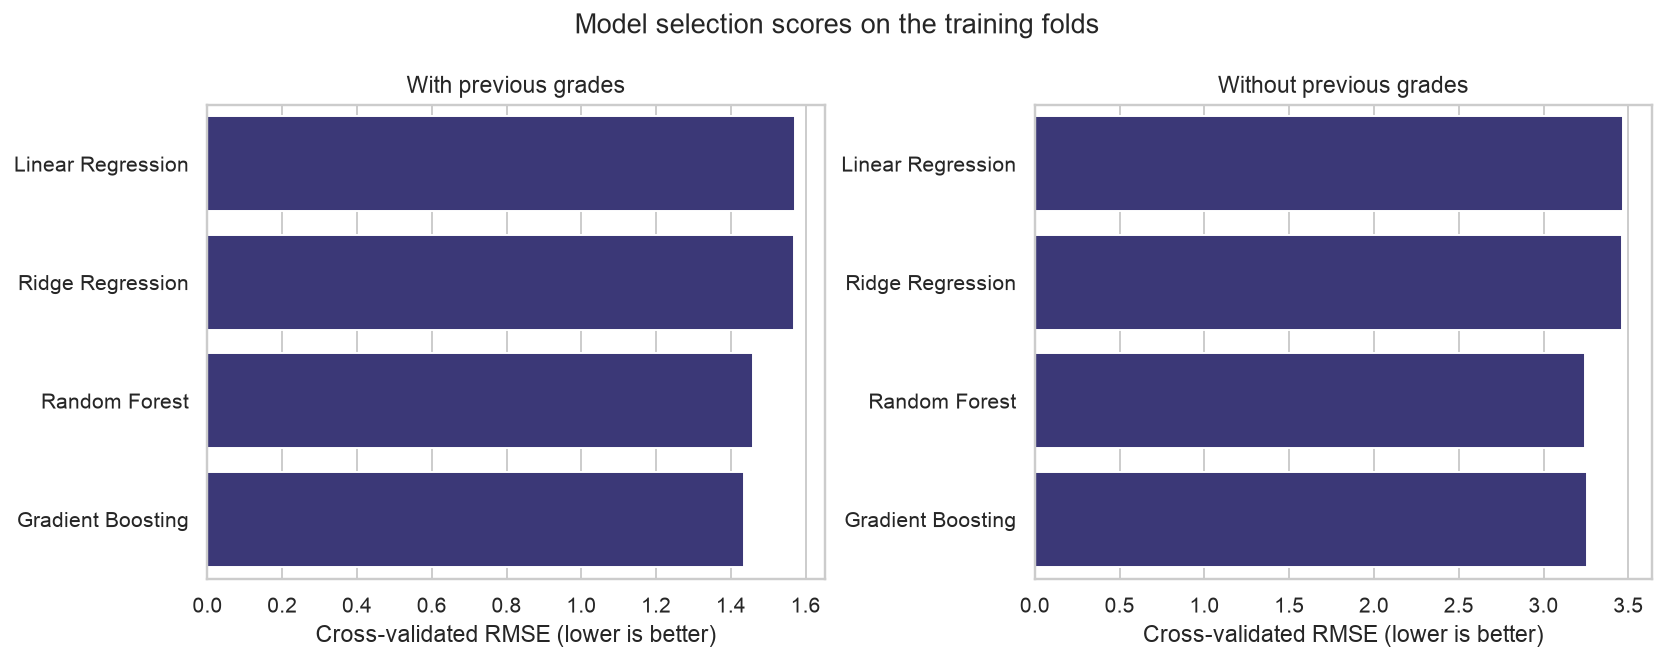 Model selection scores on the training folds
With previous grades
Linear Regression
Ridge Regression
Random Forest
Gradient Boosting
0.0 0.2 0.4 0.6 0.8 1.0 1.2 1.4 1.6
Cross-validated RMSE (lower is better)
Without previous grades
Linear Regression
Ridge Regression
Random Forest
Gradient Boosting
0.0 0.5 1.0 1.5 2.0 2.5 3.0 3.5
Cross-validated RMSE (lower is better)